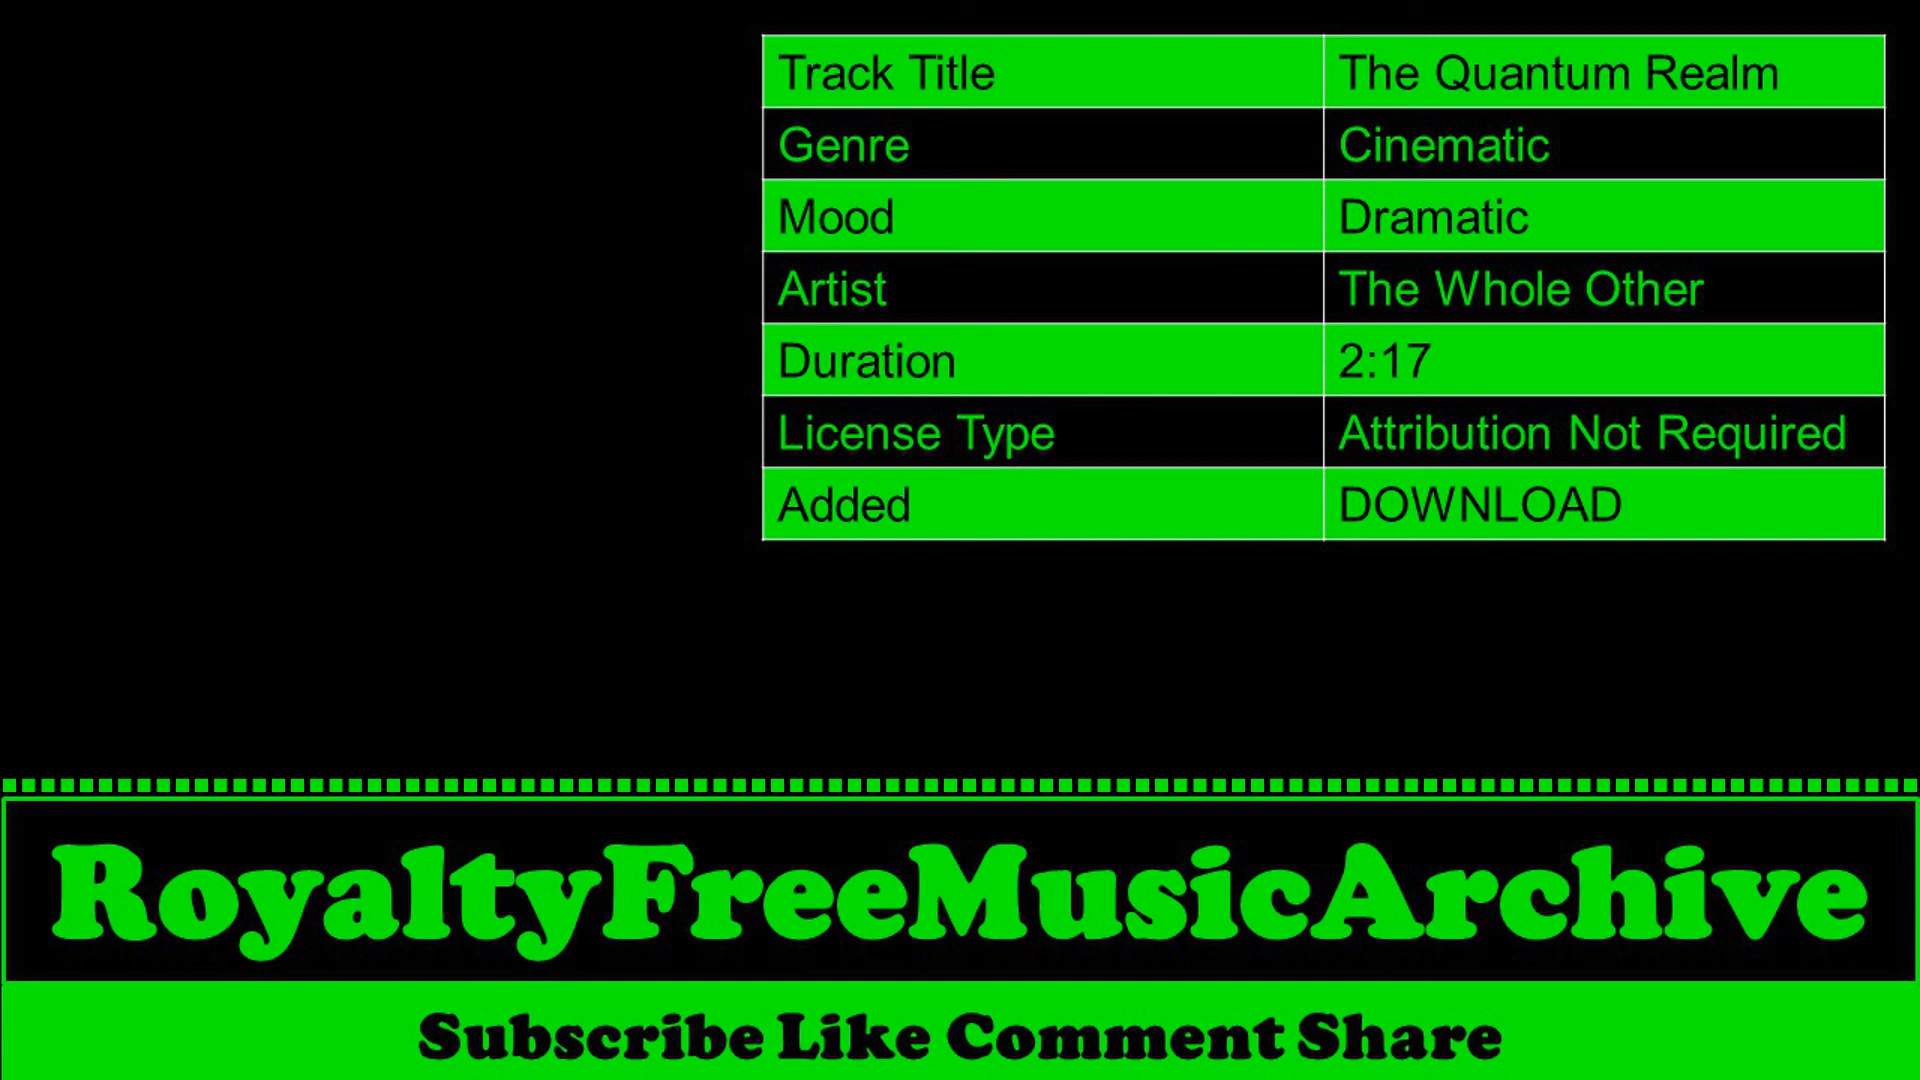 Track Title The Quantum Realm
Genre Cinematic
Mood Dramatic
Artist The Whole Other
Duration 2:17
License Type Attribution Not Required
Added DOWNLOAD
RoyaltyFreeMusicArchive
Subscribe Like Comment Share